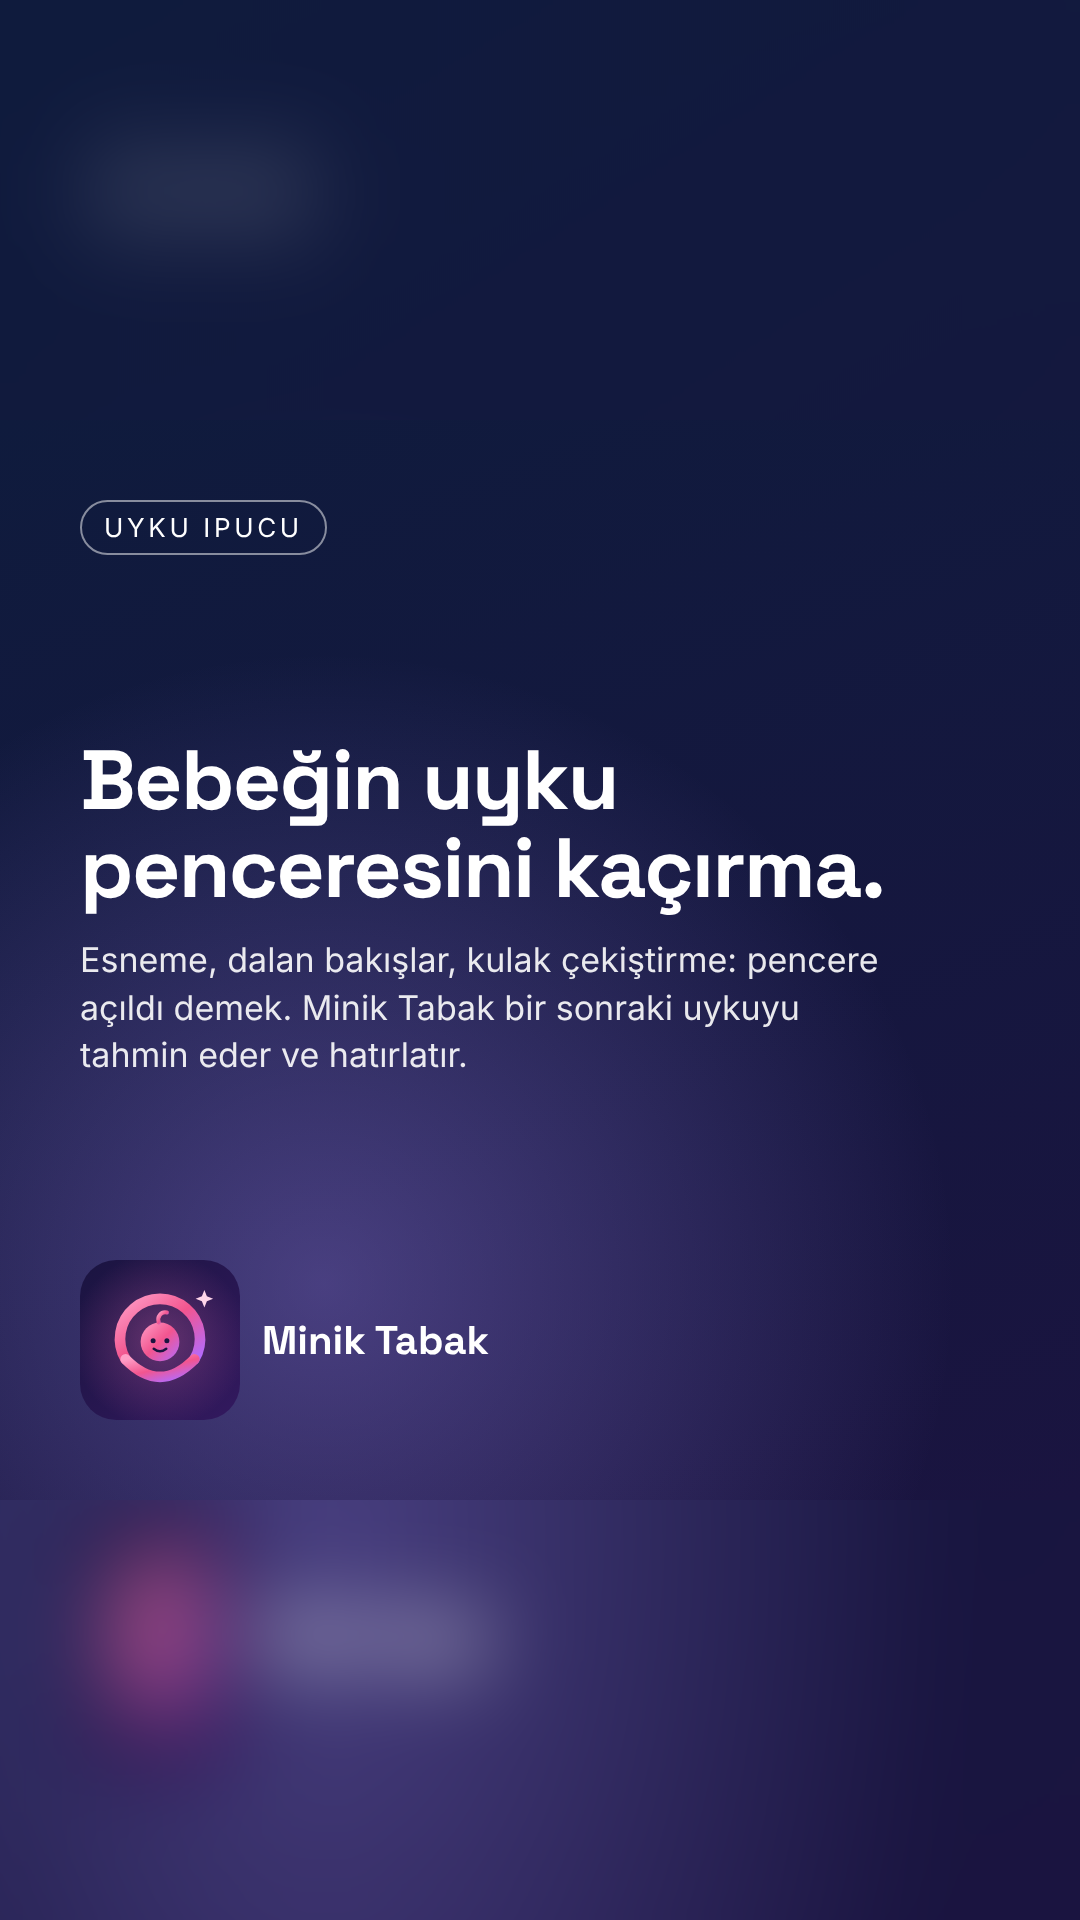 UYKU IPUCU
Bebeğin uyku
penceresini kaçırma.
Esneme, dalan bakışlar, kulak çekiştirme: pencere
açıldı demek. Minik Tabak bir sonraki uykuyu
tahmin eder ve hatırlatır.
Minik Tabak